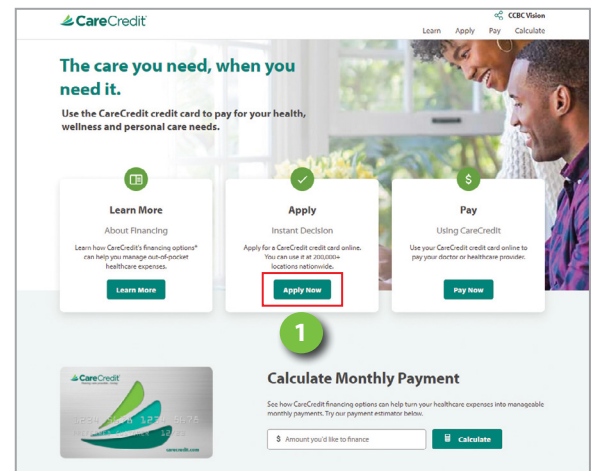 CareCredit
CCBC Vision
Learn Apply Pay Calculate
The care you need, when you
need it.
Use the CareCredit credit card to pay for your health,
wellness and personal care needs.
Learn More
About Financing
Learn how CareCredit's financing options*
can help you manage out-of-pocket
healthcare expenses.
Learn More
Apply
Instant Decision
Apply for a CareCredit credit card online.
You can use it at 200,000+
locations nationwide.
Apply Now
1
$
Pay
Using CareCredit
Use your CareCredit credit card online to
pay your doctor or healthcare provider.
Pay Now
CareCredit
carecredit.com
Calculate Monthly Payment
See how CareCredit financing options can help turn your healthcare expenses into manageable
monthly payments. Try our payment estimator below.
$ Amount you'd like to finance
Calculate